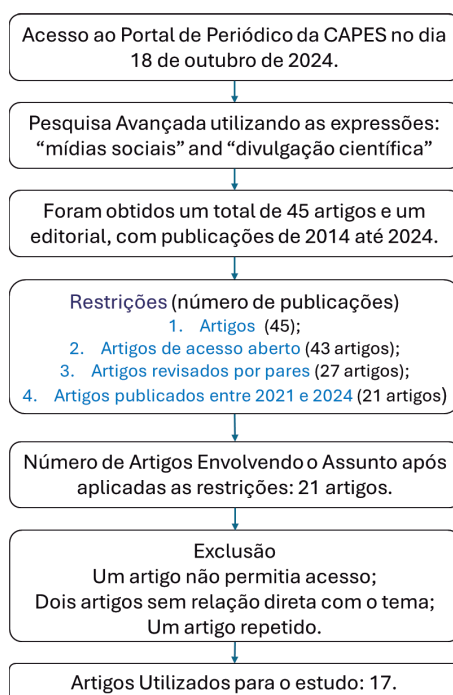 Acesso ao Portal de Periódico da CAPES no dia
18 de outubro de 2024.
Pesquisa Avançada utilizando as expressões:
“mídias sociais” and “divulgação científica”
Foram obtidos um total de 45 artigos e um
editorial, com publicações de 2014 até 2024.
Restrições (número de publicações)
1. Artigos (45);
2. Artigos de acesso aberto (43 artigos);
3. Artigos revisados por pares (27 artigos);
4. Artigos publicados entre 2021 e 2024 (21 artigos)
Número de Artigos Envolvendo o Assunto após
aplicadas as restrições: 21 artigos.
Exclusão
Um artigo não permitia acesso;
Dois artigos sem relação direta com o tema;
Um artigo repetido.
Artigos Utilizados para o estudo: 17.